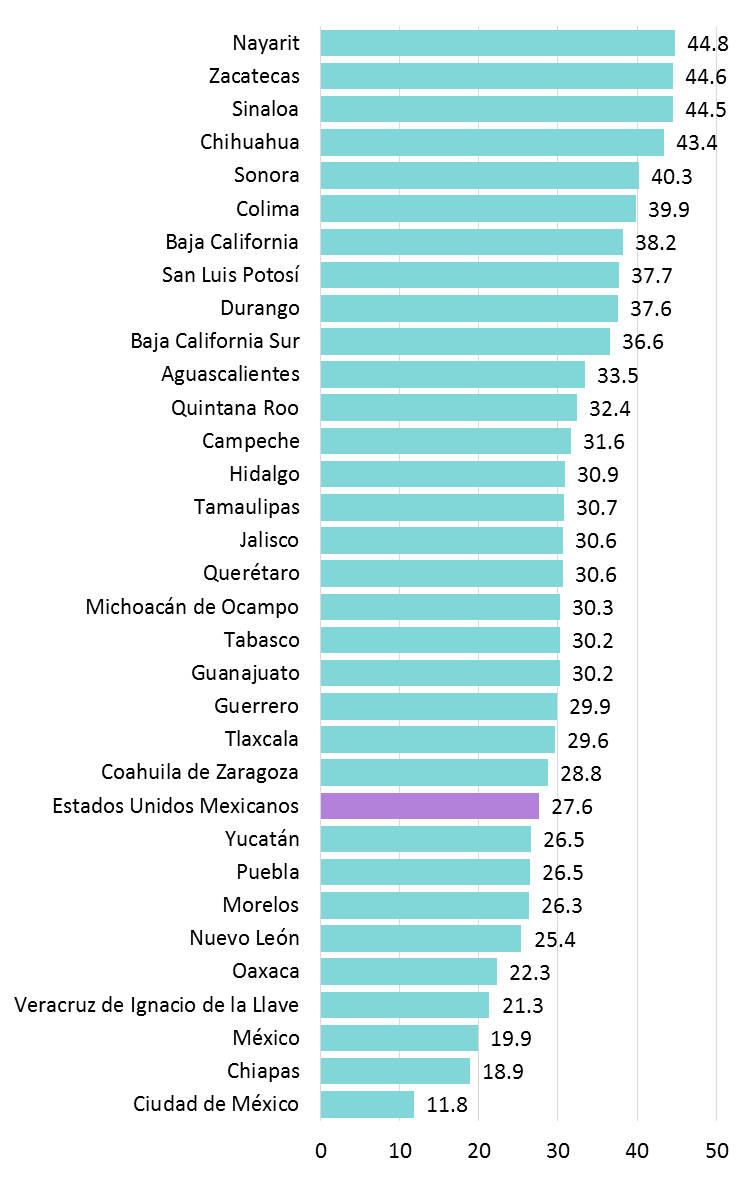 Nayarit 44.8
Zacatecas 44.6
Sinaloa 44.5
Chihuahua 43.4
Sonora 40.3
Colima 39.9
Baja California 38.2
San Luis Potosí 37.7
Durango 37.6
Baja California Sur 36.6
Aguascalientes 33.5
Quintana Roo 32.4
Campeche 31.6
Hidalgo 30.9
Tamaulipas 30.7
Jalisco 30.6
Querétaro 30.6
Michoacán de Ocampo 30.3
Tabasco 30.2
Guanajuato 30.2
Guerrero 29.9
Tlaxcala 29.6
Coahuila de Zaragoza 28.8
Estados Unidos Mexicanos 27.6
Yucatán 26.5
Puebla 26.5
Morelos 26.3
Nuevo León 25.4
Oaxaca 22.3
Veracruz de Ignacio de la Llave 21.3
México 19.9
Chiapas 18.9
Ciudad de México 11.8
0 10 20 30 40 50